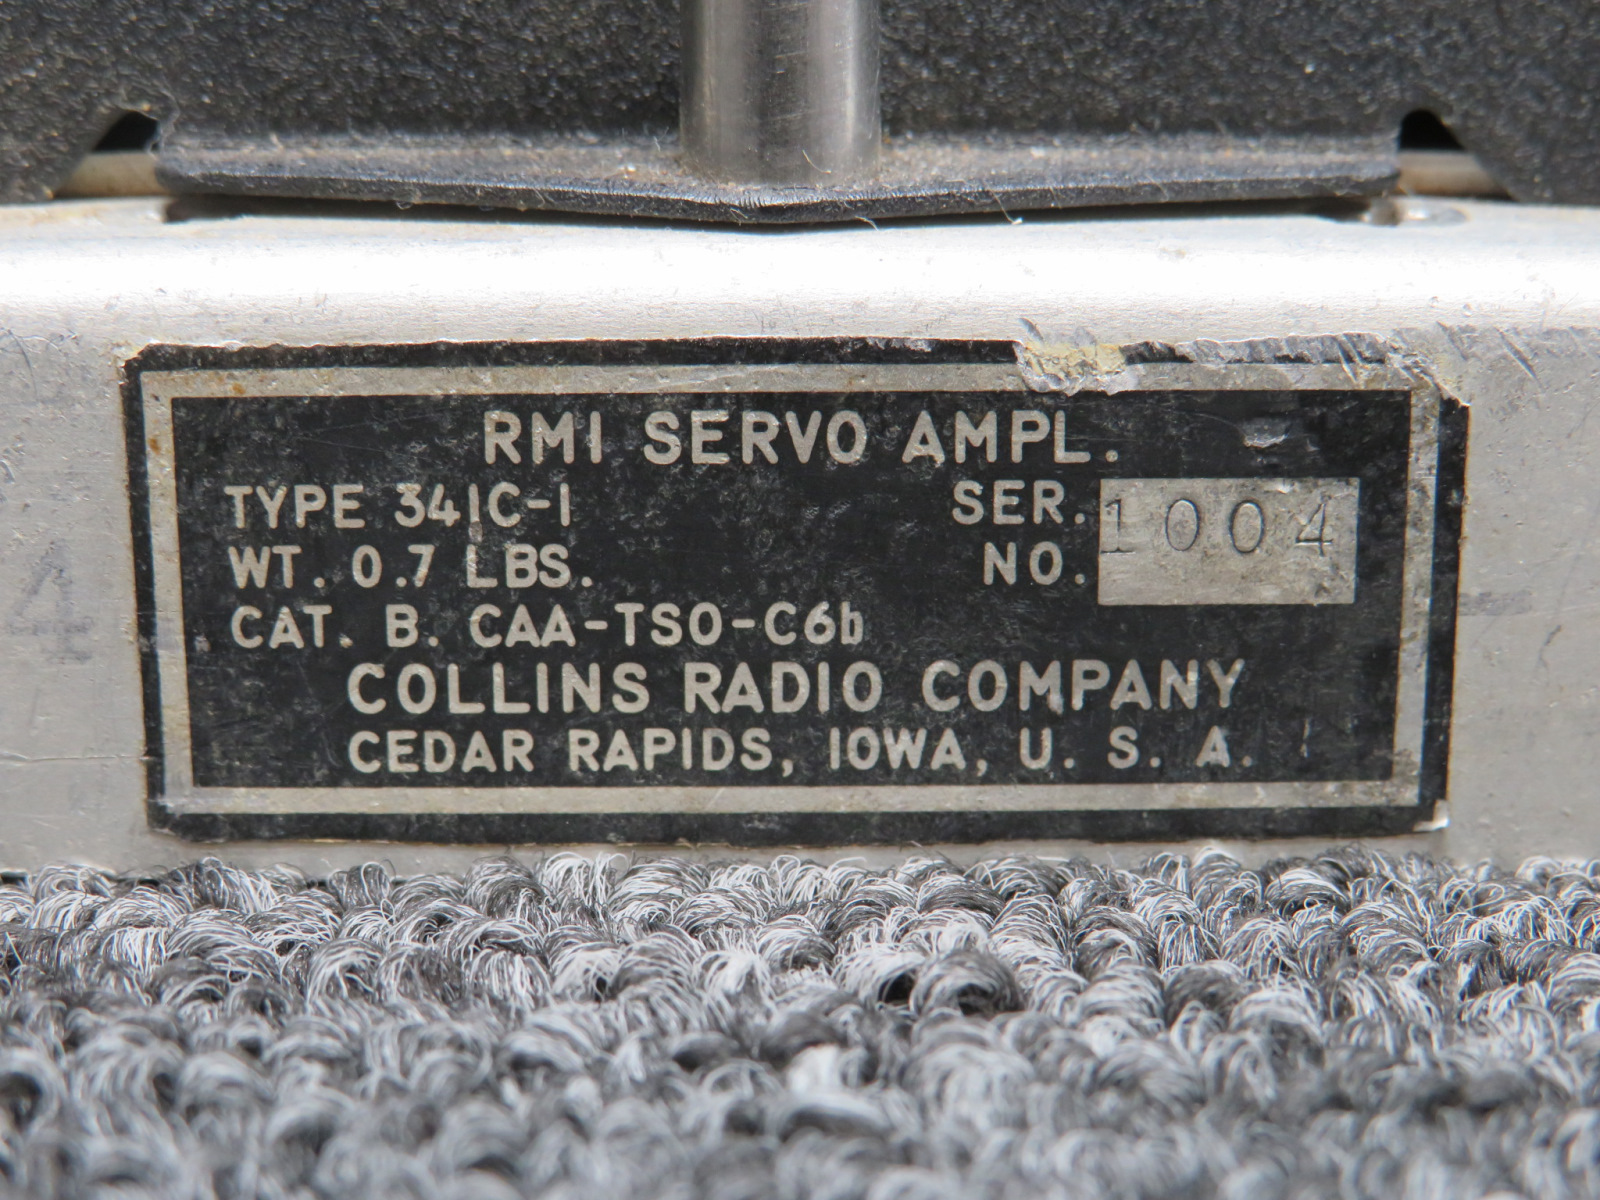 RMI SERVO AMPL.
TYPE 341C-1 SER. 1004
WT. 0.7 LBS. NO.
CAT. B. CAA-TSO-C6b
COLLINS RADIO COMPANY
CEDAR RAPIDS, IOWA, U. S. A.
4